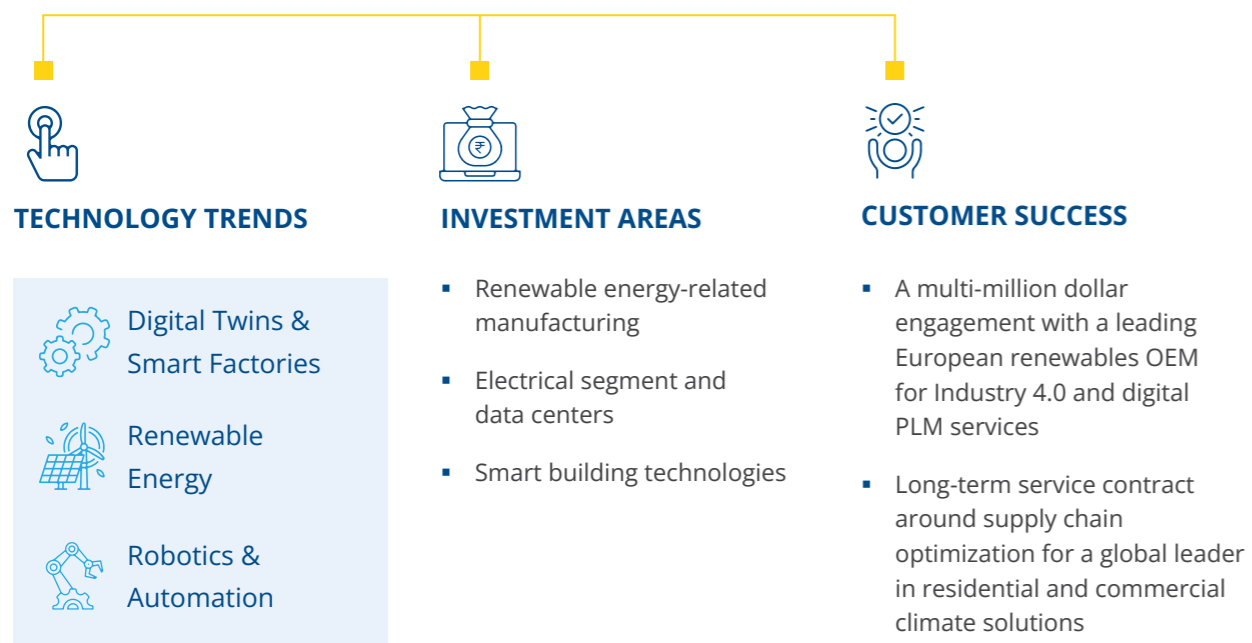 TECHNOLOGY TRENDS
Digital Twins &
Smart Factories
Renewable
Energy
Robotics &
Automation
₹
INVESTMENT AREAS
▪ Renewable energy-related
manufacturing
▪ Electrical segment and
data centers
▪ Smart building technologies
CUSTOMER SUCCESS
▪ A multi-million dollar
engagement with a leading
European renewables OEM
for Industry 4.0 and digital
PLM services
▪ Long-term service contract
around supply chain
optimization for a global leader
in residential and commercial
climate solutions